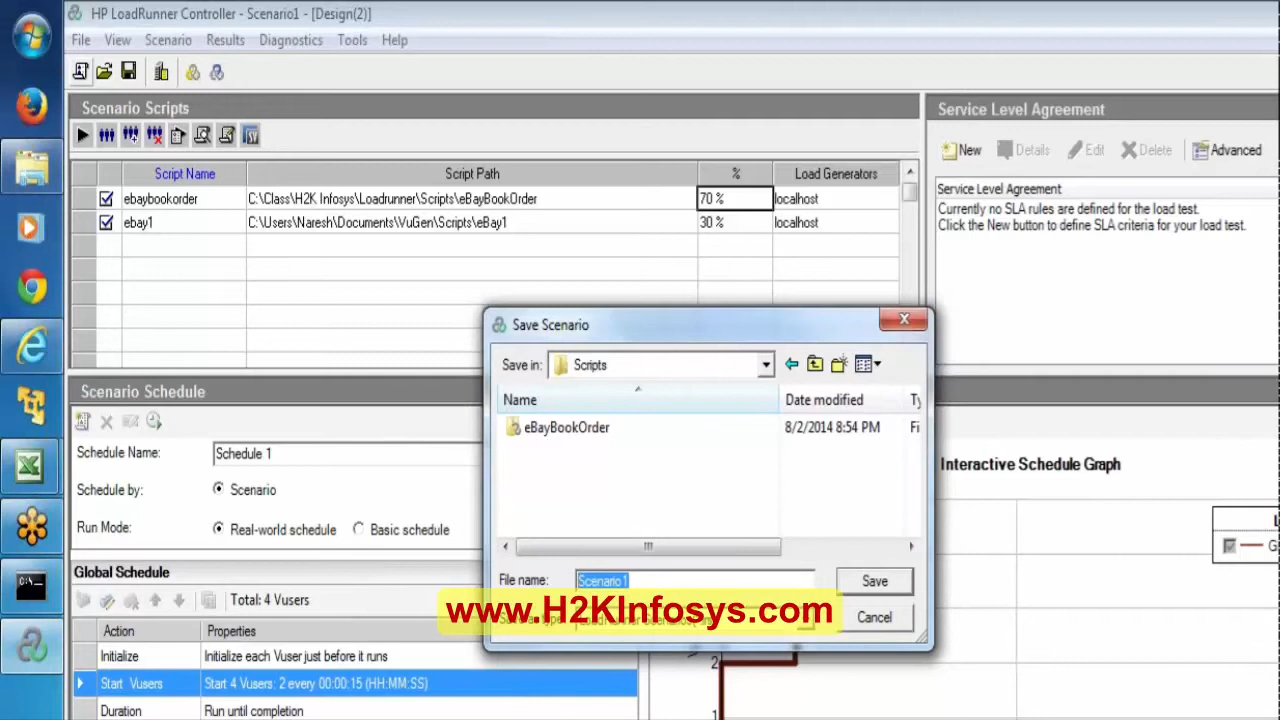 HP LoadRunner Controller - Scenario1 - [Design(2)]
File View Scenario Results Diagnostics Tools Help
Scenario Scripts
Script Name Script Path % Load Generators
ebaybookorder C:\Class\H2K Infosys\Loadrunner\Scripts\eBayBookOrder 70 % localhost
ebay1 C:\Users\Naresh\Documents\VuGen\Scripts\eBay1 30 % localhost
Service Level Agreement
New Details Edit Delete Advanced
Service Level Agreement
Currently no SLA rules are defined for the load test.
Click the New button to define SLA criteria for your load test.
Save Scenario
Save in: Scripts
Name Date modified Ty
eBayBookOrder 8/2/2014 8:54 PM Fi
File name: Scenario1 Save
Cancel
www.H2KInfosys.com
Scenario Schedule
Schedule Name: Schedule 1
Schedule by: Scenario
Run Mode: Real-world schedule Basic schedule
Global Schedule
Total: 4 Vusers
Action Properties
Initialize Initialize each Vuser just before it runs
Start Vusers Start 4 Vusers: 2 every 00:00:15 (HH:MM:SS)
Duration Run until completion
Interactive Schedule Graph
L
G
2
1